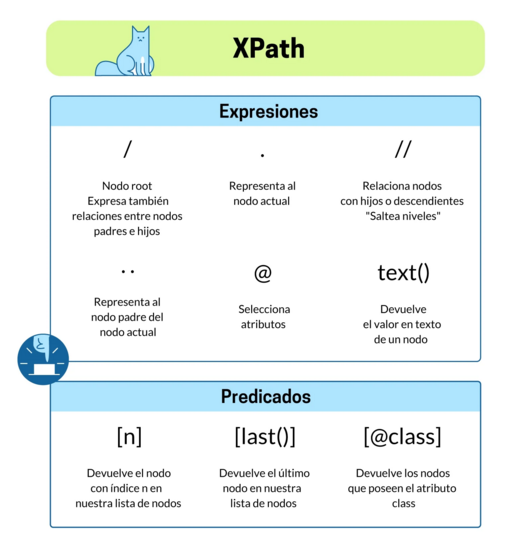 XPath
Expresiones
/
Nodo root
Expresa también
relaciones entre nodos
padres e hijos
.
Representa al
nodo actual
//
Relaciona nodos
con hijos o descendientes
"Saltea niveles"
..
Representa al
nodo padre del
nodo actual
@
Selecciona
atributos
text()
Devuelve
el valor en texto
de un nodo
Predicados
[n]
Devuelve el nodo
con índice n en
nuestra lista de nodos
[last()]
Devuelve el último
nodo en nuestra
lista de nodos
[@class]
Devuelve los nodos
que poseen el atributo
class